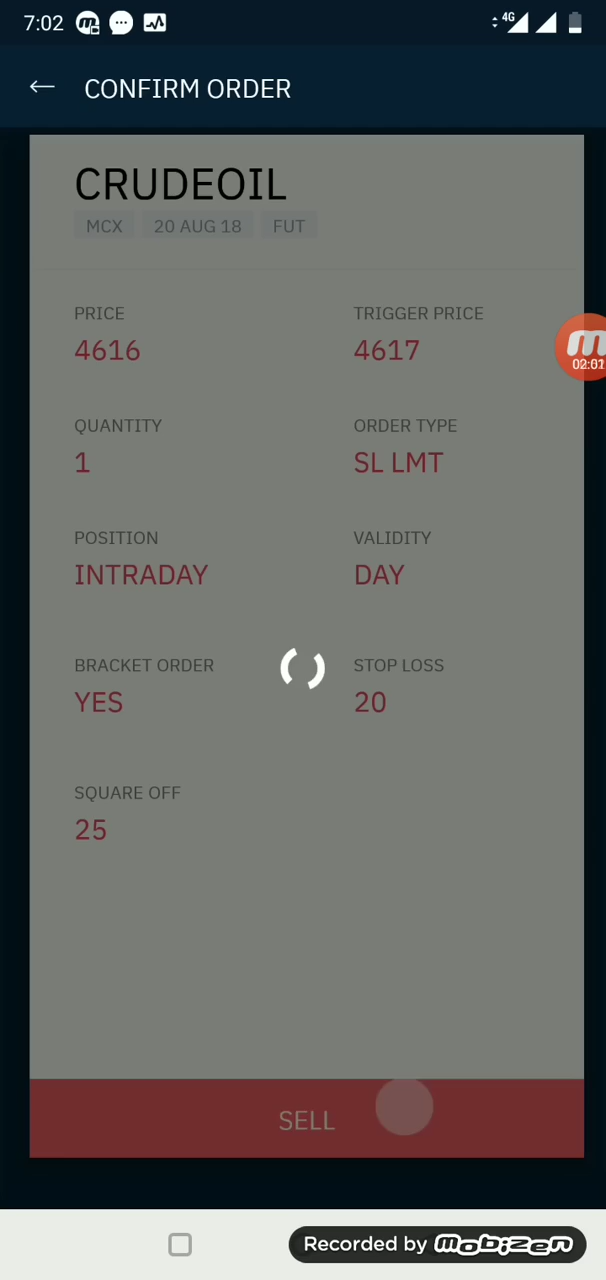 7:02
4G
← CONFIRM ORDER
CRUDEOIL
MCX 20 AUG 18 FUT
PRICE TRIGGER PRICE
4616 4617
QUANTITY ORDER TYPE
1 SL LMT
POSITION VALIDITY
INTRADAY DAY
BRACKET ORDER STOP LOSS
YES 20
SQUARE OFF
25
SELL
Recorded by mobizen